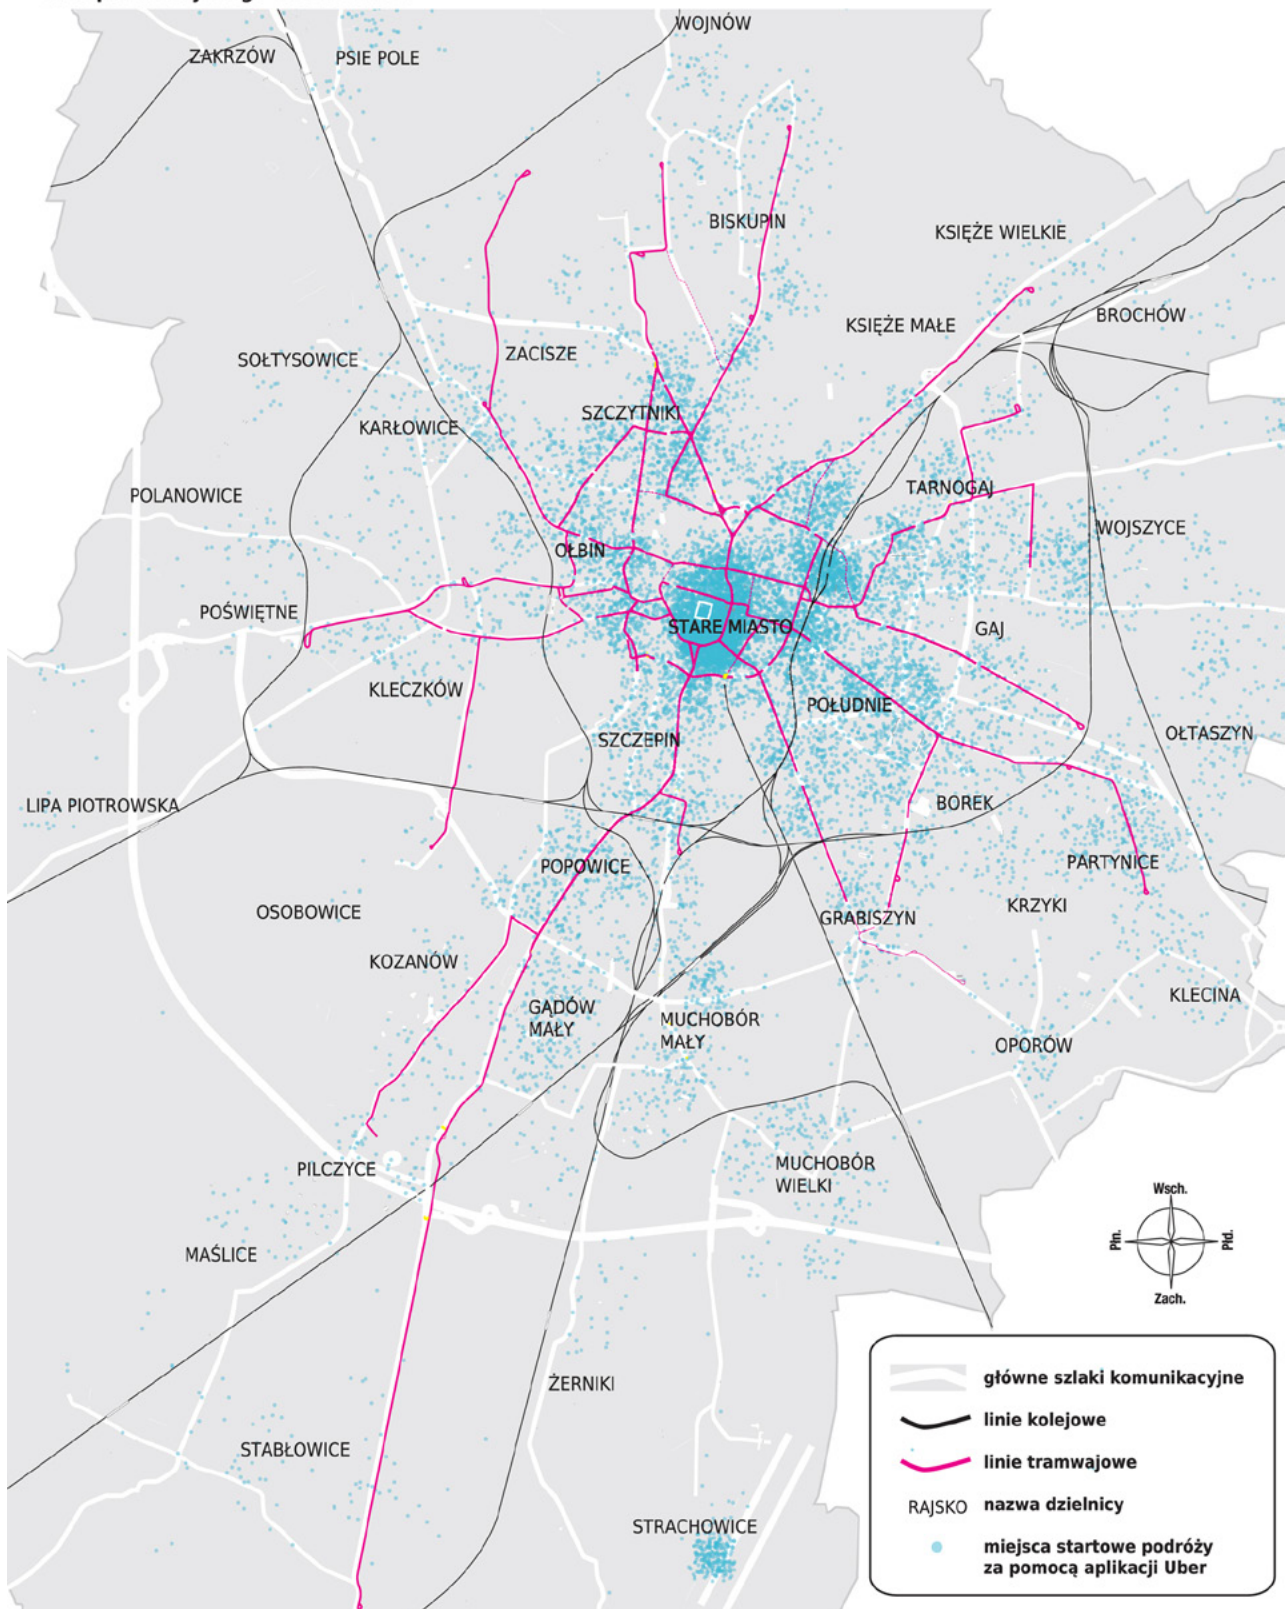 WOJNÓW
ZAKRZÓW
PSIE POLE
BISKUPIN
KSIĘŻE WIELKIE
BROCHÓW
KSIĘŻE MAŁE
SOŁTYSOWICE
ZACISZE
SZCZYTNIKI
KARŁOWICE
TARNOGAJ
POLANOWICE
WOJSZYCE
OŁBIN
POŚWIĘTNE
STARE MIASTO
GAJ
KLECZKÓW
POŁUDNIE
SZCZEPIN
OŁTASZYN
LIPA PIOTROWSKA
BOREK
POPOWICE
PARTYNICE
OSOBOWICE
GRABISZYN
KRZYKI
KOZANÓW
KLECINA
GĄDÓW
MAŁY
MUCHOBÓR
MAŁY
OPORÓW
PILCZYCE
MUCHOBÓR
WIELKI
MAŚLICE
ŻERNIKI
STABŁOWICE
STRACHOWICE
Wsch.
Płn.
Płd.
Zach.
główne szlaki komunikacyjne
linie kolejowe
linie tramwajowe
RAJSKO nazwa dzielnicy
miejsca startowe podróży
za pomocą aplikacji Uber